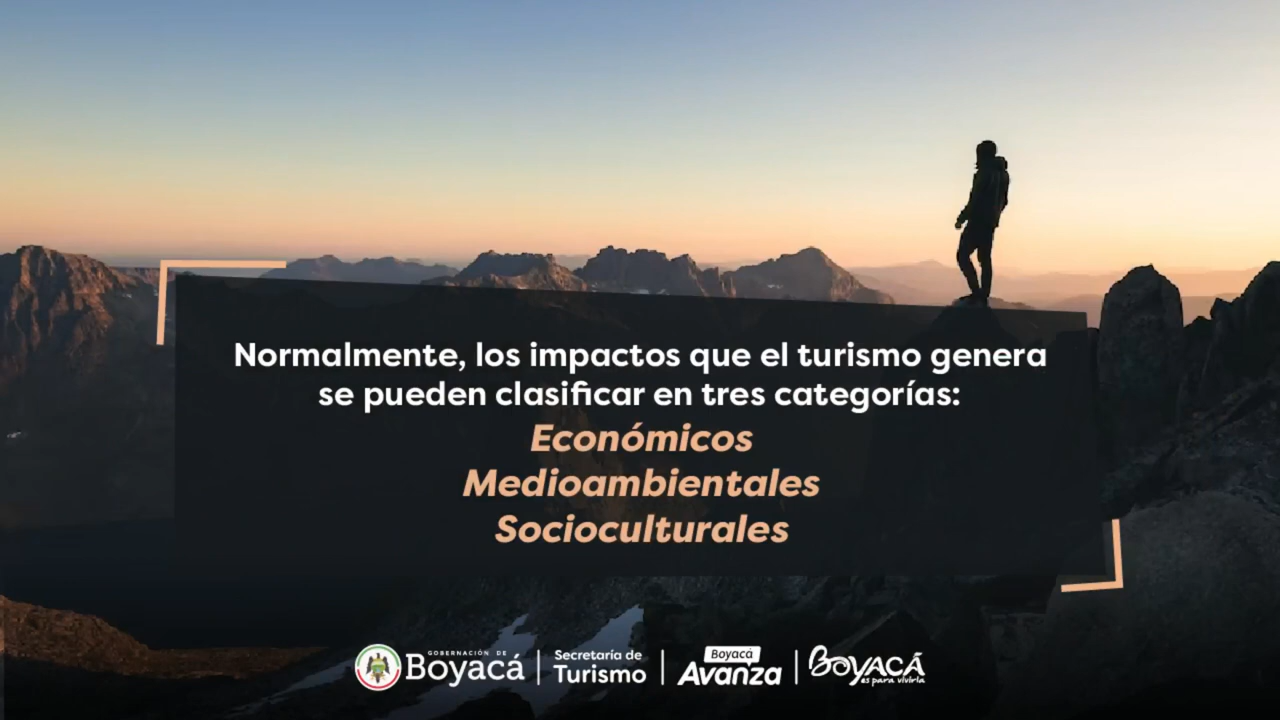 Normalmente, los impactos que el turismo genera
se pueden clasificar en tres categorías:
Económicos
Medioambientales
Socioculturales
GOBERNACIÓN DE
Boyacá
Secretaría de
Turismo
Boyacá
Avanza
BOYACÁ
es para vivirla